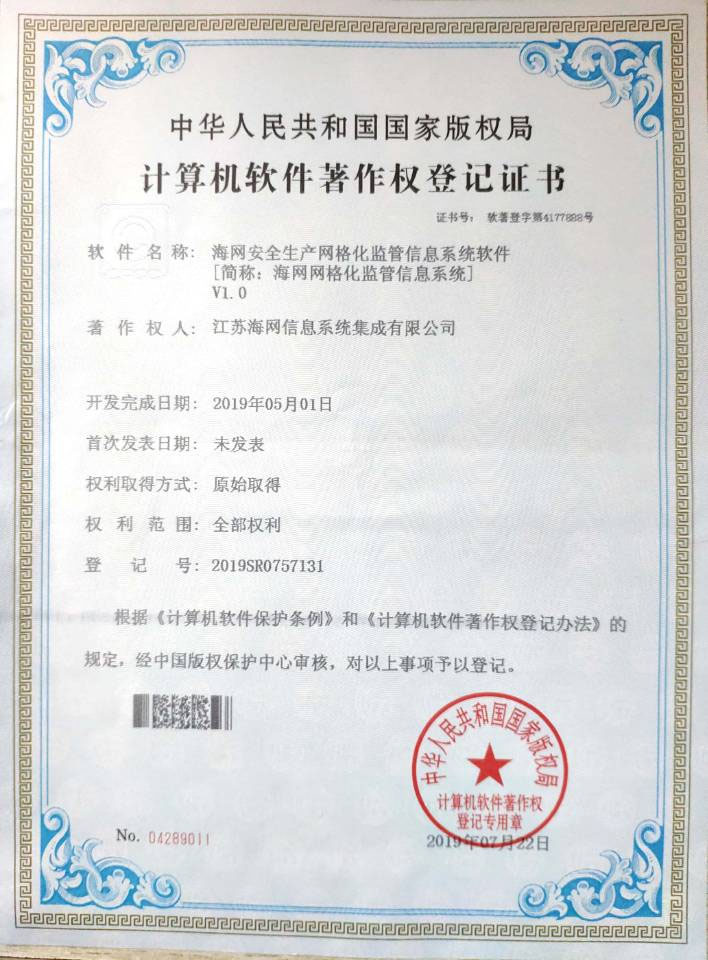 中华人民共和国国家版权局
计算机软件著作权登记证书
证书号： 软著登字第4177888号
软件名称： 海网安全生产网格化监管信息系统软件
[简称：海网网格化监管信息系统]
V1.0
著作权人： 江苏海网信息系统集成有限公司
开发完成日期： 2019年05月01日
首次发表日期： 未发表
权利取得方式： 原始取得
权利范围： 全部权利
登记号： 2019SR0757131
根据《计算机软件保护条例》和《计算机软件著作权登记办法》的
规定，经中国版权保护中心审核，对以上事项予以登记。
中华人民共和国国家版权局
计算机软件著作权
登记专用章
No. 04289011
2019年07月22日